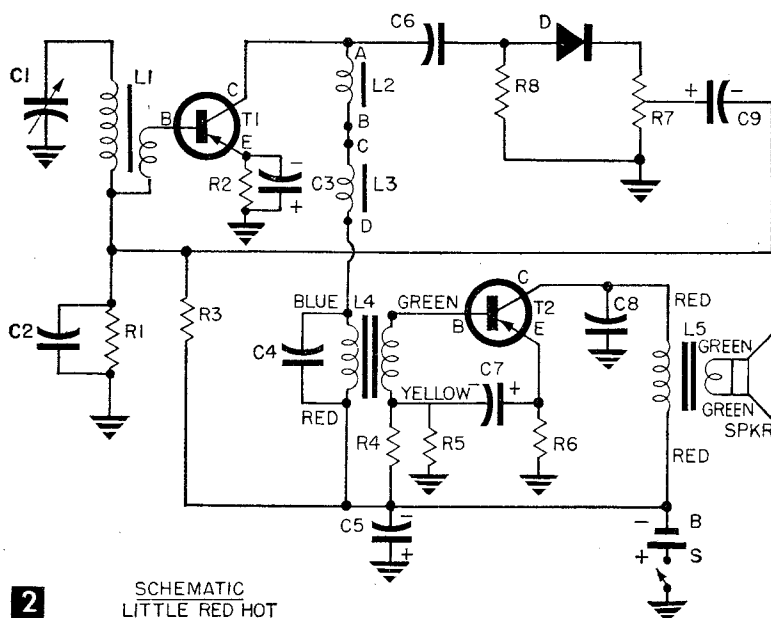 C6
D
C1
L1
A
C
L2
R8
+
-
B
T1
R7
C9
B
E
C
-
R2
C3
L3
+
D
C
BLUE
L4
GREEN
T2
C8
RED
R3
B
E
L5
C2
R1
C4
C7
GREEN
YELLOW
-
+
RED
GREEN
R4
R5
R6
SPKR
RED
C5
-
-
B
+
+
S
2
SCHEMATIC
LITTLE RED HOT